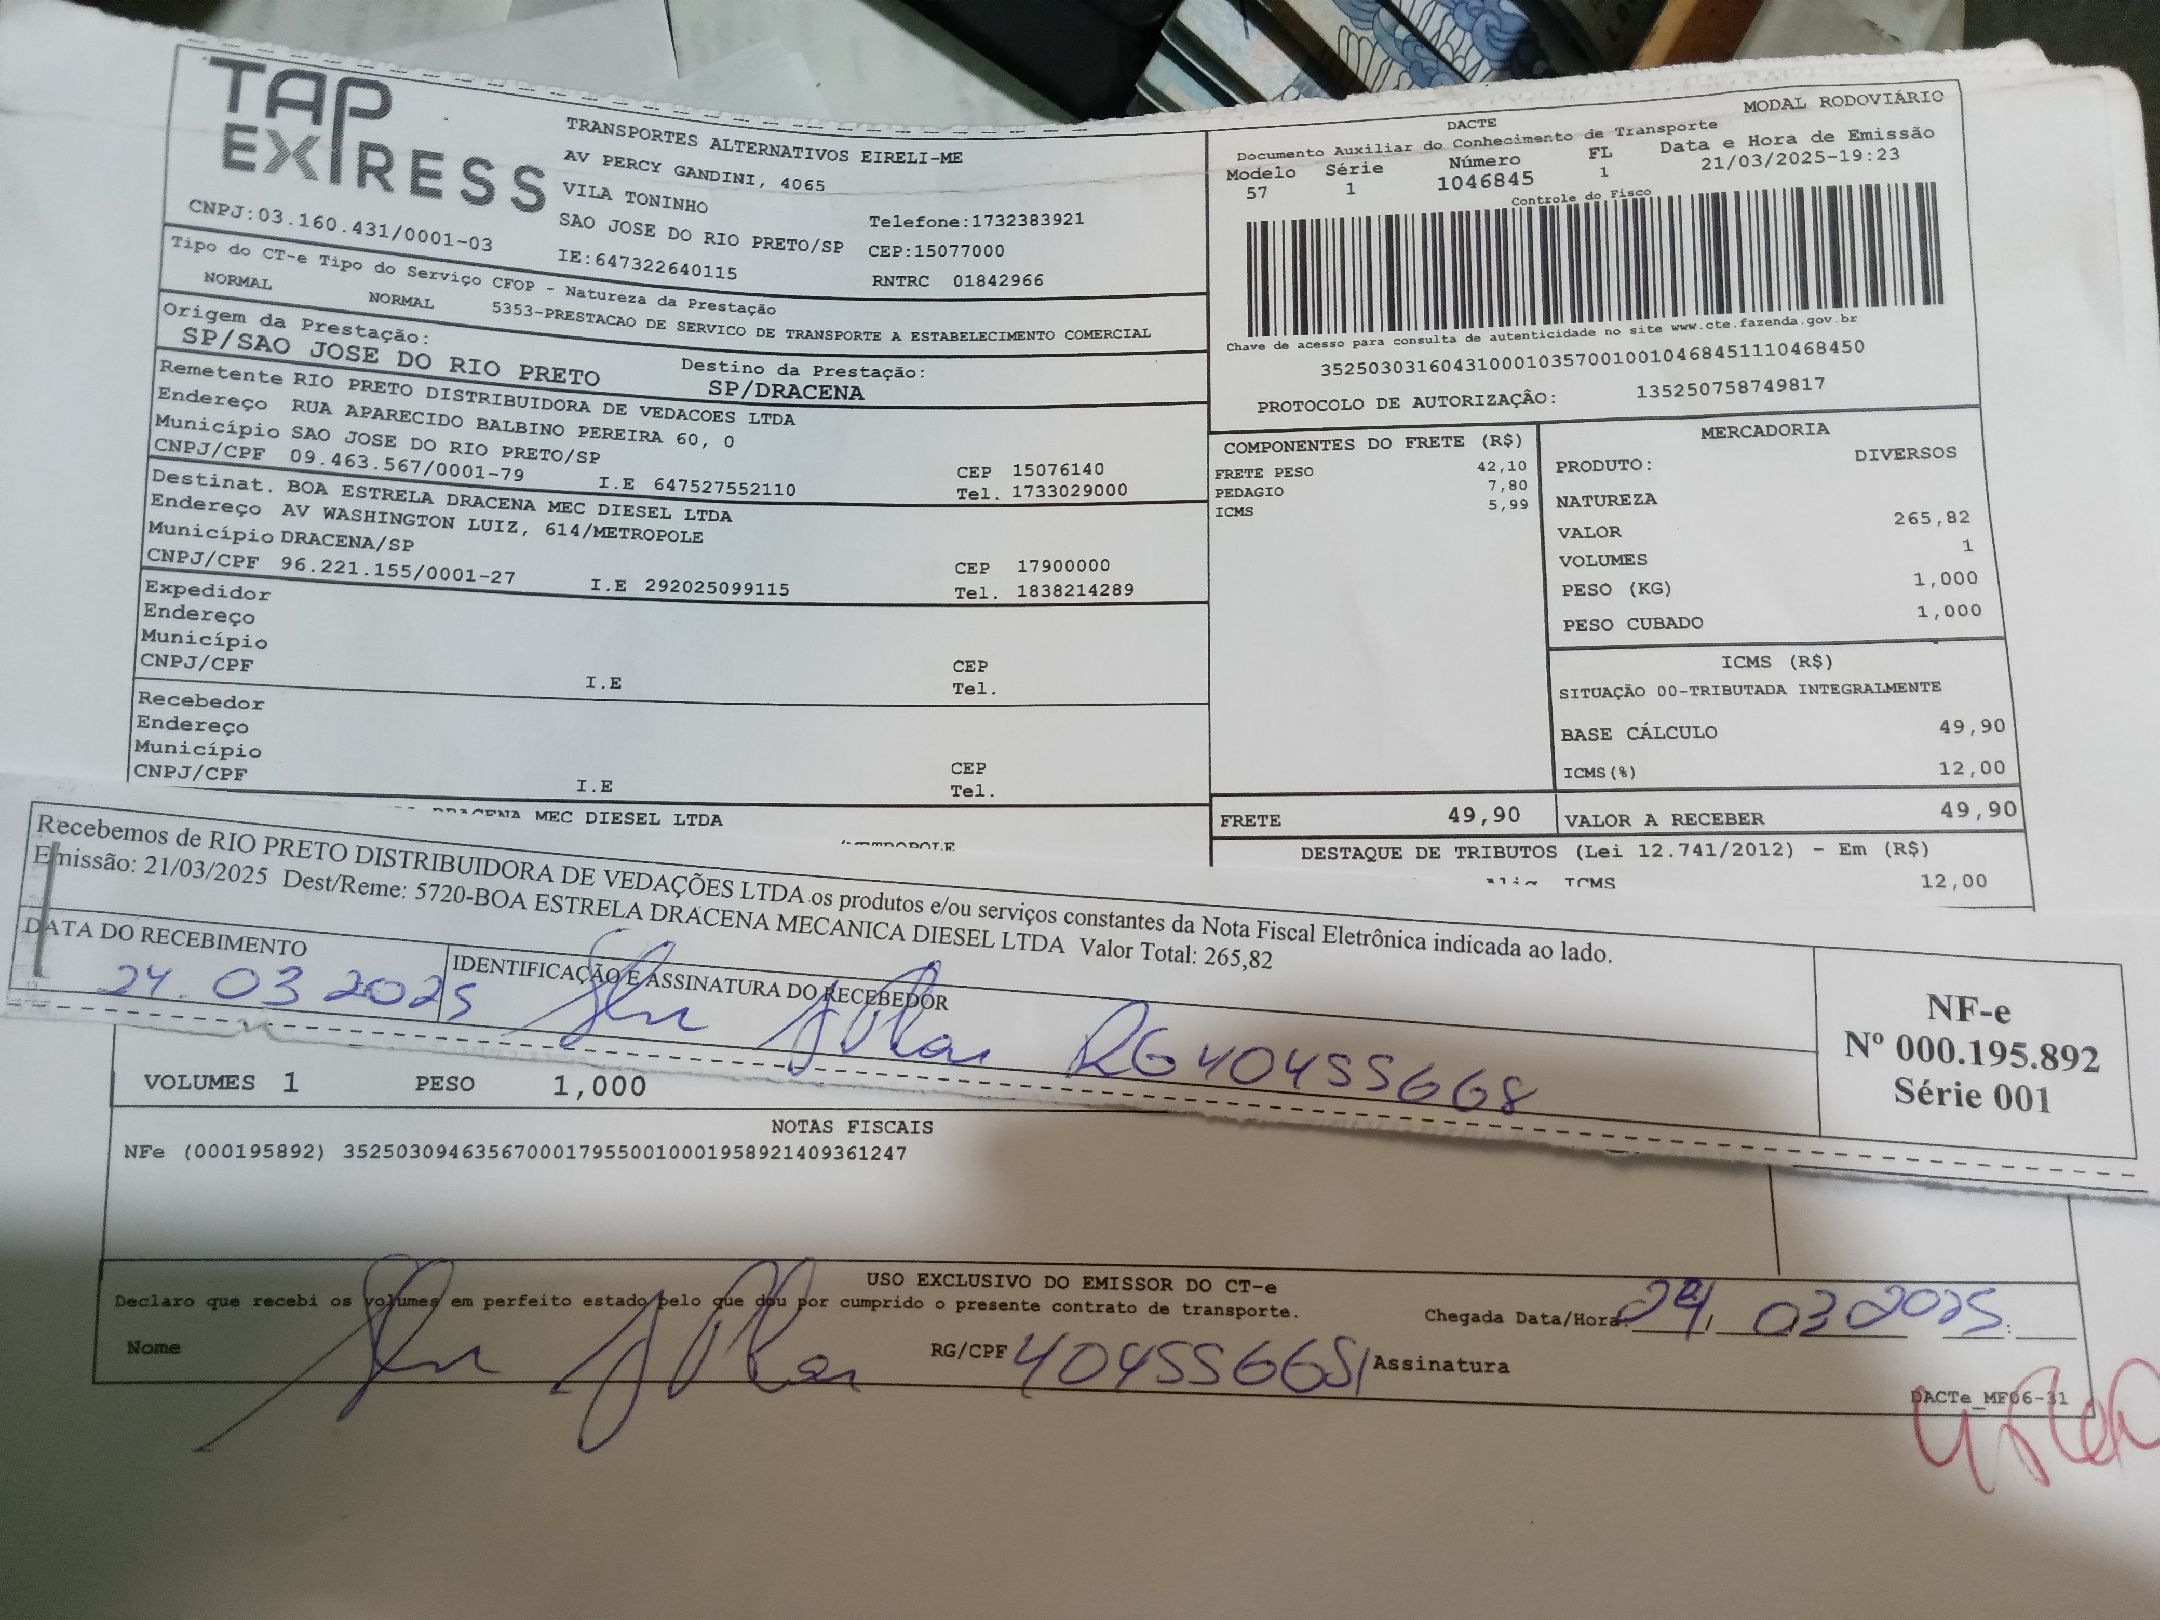 TAP
EXPRESS
TRANSPORTES ALTERNATIVOS EIRELI-ME
AV PERCY GANDINI, 4065
VILA TONINHO
SAO JOSE DO RIO PRETO/SP
IE:647322640115
Telefone:1732383921
CEP:15077000
RNTRC 01842966
CNPJ:03.160.431/0001-03
Tipo do CT-e Tipo do Serviço CFOP - Natureza da Prestação
NORMAL NORMAL 5353-PRESTACAO DE SERVICO DE TRANSPORTE A ESTABELECIMENTO COMERCIAL
Origem da Prestação: Destino da Prestação:
SP/SAO JOSE DO RIO PRETO SP/DRACENA
Remetente RIO PRETO DISTRIBUIDORA DE VEDACOES LTDA
Endereço RUA APARECIDO BALBINO PEREIRA 60, 0
Município SAO JOSE DO RIO PRETO/SP CEP 15076140
CNPJ/CPF 09.463.567/0001-79 I.E 647527552110 Tel. 1733029000
Destinat. BOA ESTRELA DRACENA MEC DIESEL LTDA
Endereço AV WASHINGTON LUIZ, 614/METROPOLE
Município DRACENA/SP CEP 17900000
CNPJ/CPF 96.221.155/0001-27 I.E 292025099115 Tel. 1838214289
Expedidor
Endereço
Município CEP
CNPJ/CPF I.E Tel.
Recebedor
Endereço
Município CEP
CNPJ/CPF I.E Tel.
DRACENA MEC DIESEL LTDA
MODAL RODOVIÁRIO
DACTE
Documento Auxiliar do Conhecimento de Transporte
Modelo Série Número FL Data e Hora de Emissão
57 1 1046845 1 21/03/2025-19:23
Controle do Fisco
Chave de acesso para consulta de autenticidade no site www.cte.fazenda.gov.br
35250303160431000103570010010468451110468450
PROTOCOLO DE AUTORIZAÇÂO: 135250758749817
COMPONENTES DO FRETE (R$)
FRETE PESO 42,10
PEDAGIO 7,80
ICMS 5,99
MERCADORIA
PRODUTO: DIVERSOS
NATUREZA
VALOR 265,82
VOLUMES 1
PESO (KG) 1,000
PESO CUBADO 1,000
ICMS (R$)
SITUAÇÃO 00-TRIBUTADA INTEGRALMENTE
BASE CÁLCULO 49,90
ICMS(%) 12,00
FRETE 49,90 VALOR A RECEBER 49,90
DESTAQUE DE TRIBUTOS (Lei 12.741/2012) - Em (R$)
ICMS 12,00
Recebemos de RIO PRETO DISTRIBUIDORA DE VEDAÇÕES LTDA os produtos e/ou serviços constantes da Nota Fiscal Eletrônica indicada ao lado.
Emissão: 21/03/2025 Dest/Reme: 5720-BOA ESTRELA DRACENA MECANICA DIESEL LTDA Valor Total: 265,82
DATA DO RECEBIMENTO IDENTIFICAÇÃO E ASSINATURA DO RECEBEDOR
24.03 2025 RG 40455668
NF-e
Nº 000.195.892
Série 001
VOLUMES 1 PESO 1,000
NOTAS FISCAIS
NFe (000195892) 35250309463567000179550010001958921409361247
USO EXCLUSIVO DO EMISSOR DO CT-e
Declaro que recebi os volumes em perfeito estado pelo que dou por cumprido o presente contrato de transporte.
Chegada Data/Hora: 24/ 03 2025 :
Nome RG/CPF Assinatura
DACTe_MF06-31